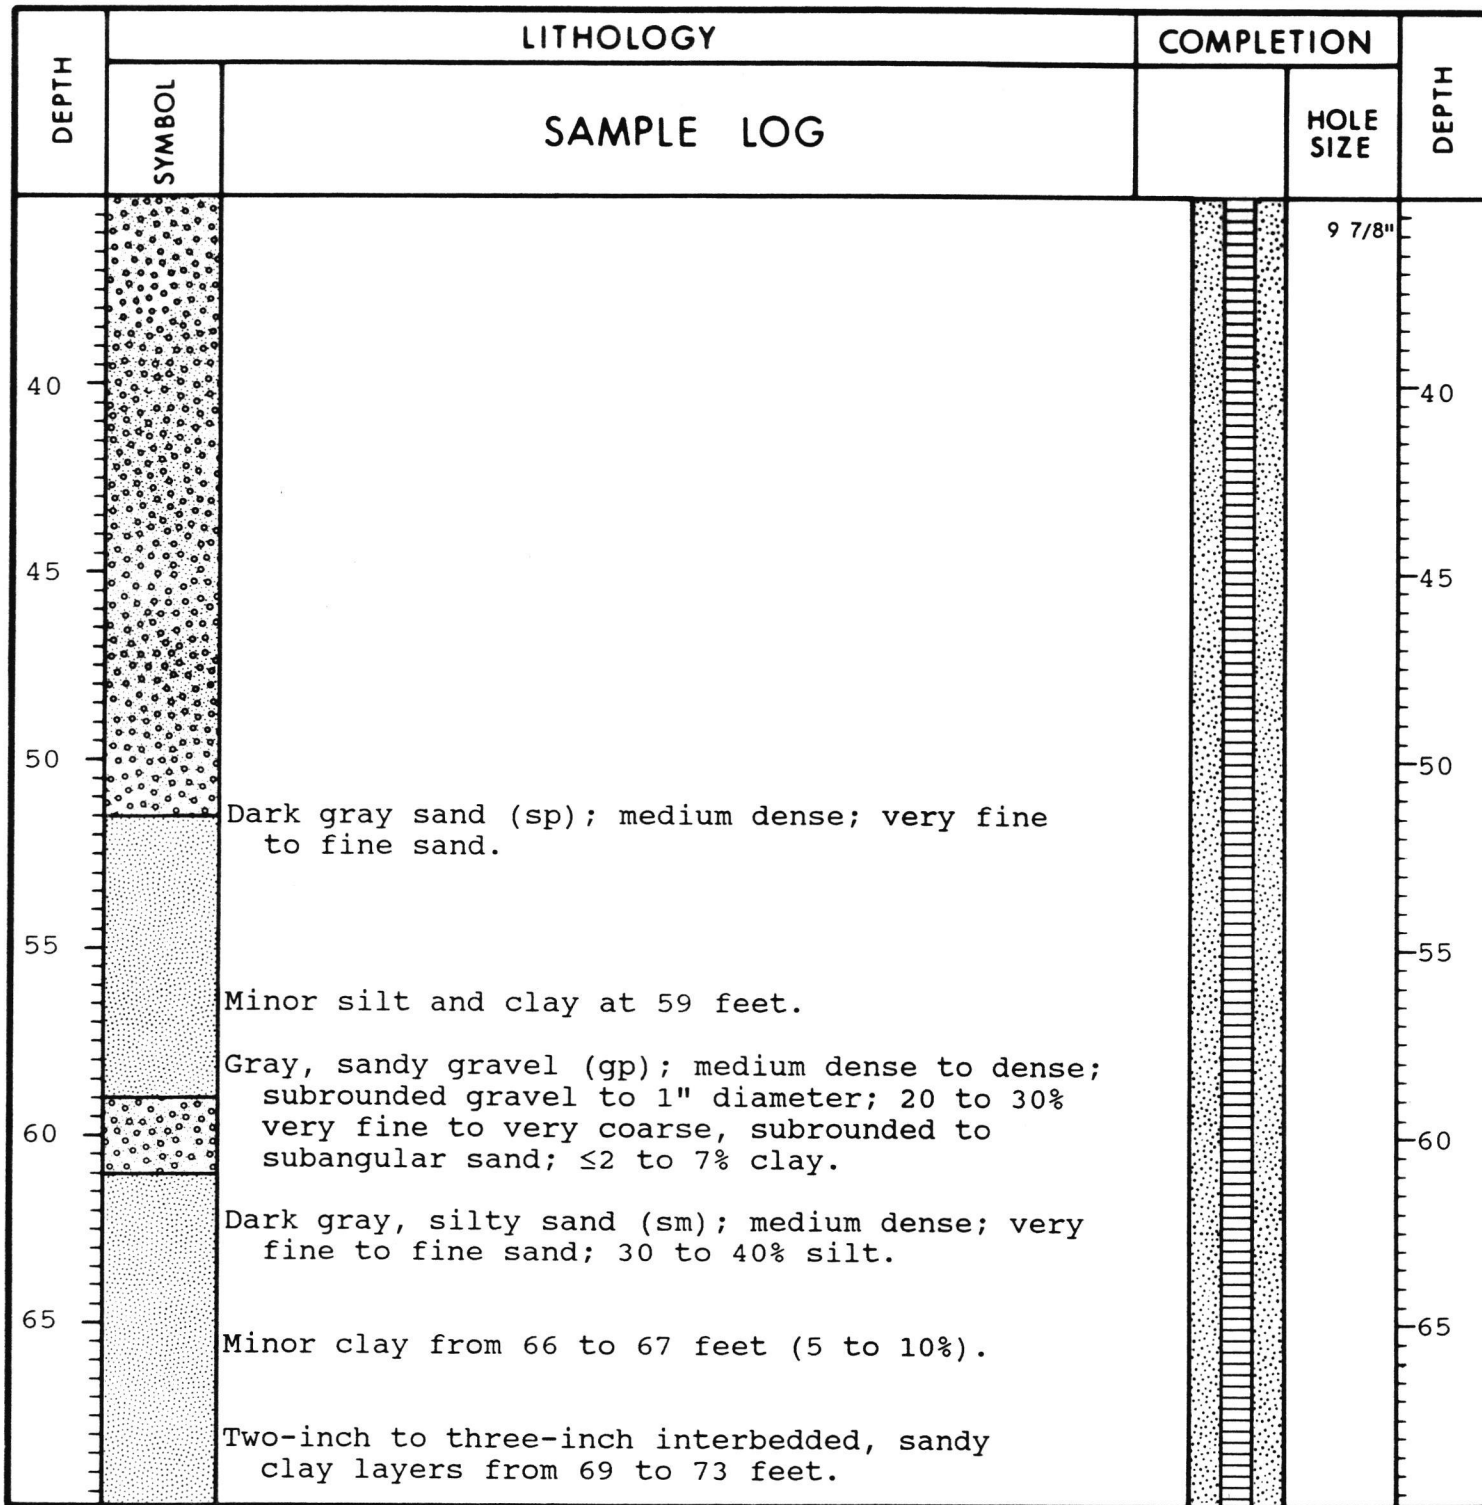 LITHOLOGY
COMPLETION
DEPTH
SYMBOL
SAMPLE LOG
HOLE
SIZE
DEPTH
9 7/8"
40
40
45
45
50
50
Dark gray sand (sp); medium dense; very fine
to fine sand.
55
55
Minor silt and clay at 59 feet.
Gray, sandy gravel (gp); medium dense to dense;
subrounded gravel to 1" diameter; 20 to 30%
very fine to very coarse, subrounded to
subangular sand; ≤2 to 7% clay.
60
60
Dark gray, silty sand (sm); medium dense; very
fine to fine sand; 30 to 40% silt.
65
65
Minor clay from 66 to 67 feet (5 to 10%).
Two-inch to three-inch interbedded, sandy
clay layers from 69 to 73 feet.